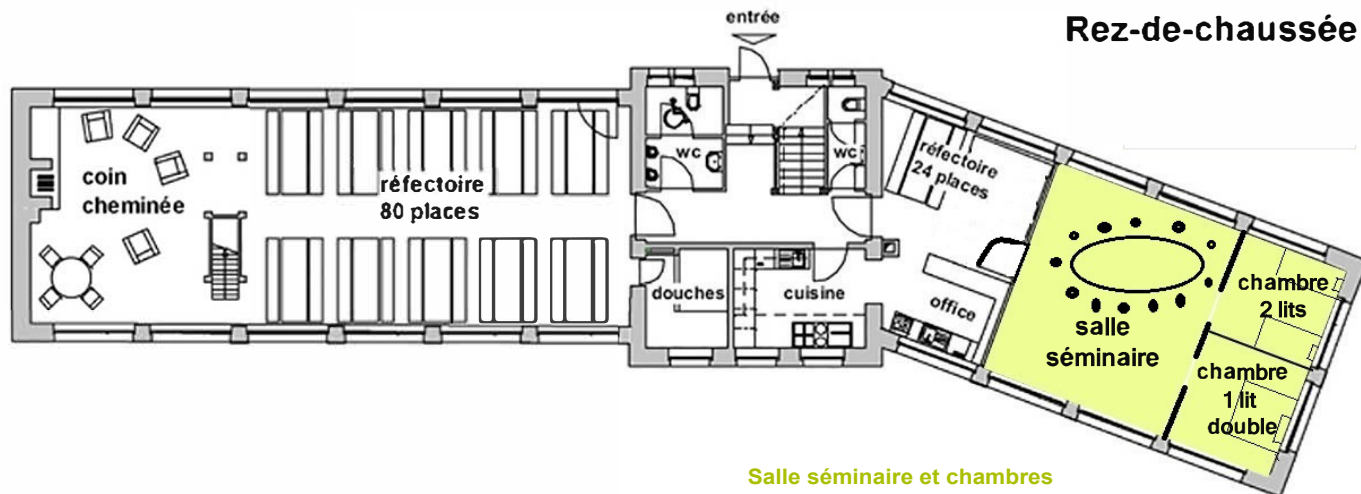 entrée
Rez-de-chaussée
wc
wc
réfectoire
24 places
coin
cheminée
réfectoire
80 places
douches
cuisine
office
salle
séminaire
chambre
2 lits
chambre
1 lit
double
Salle séminaire et chambres